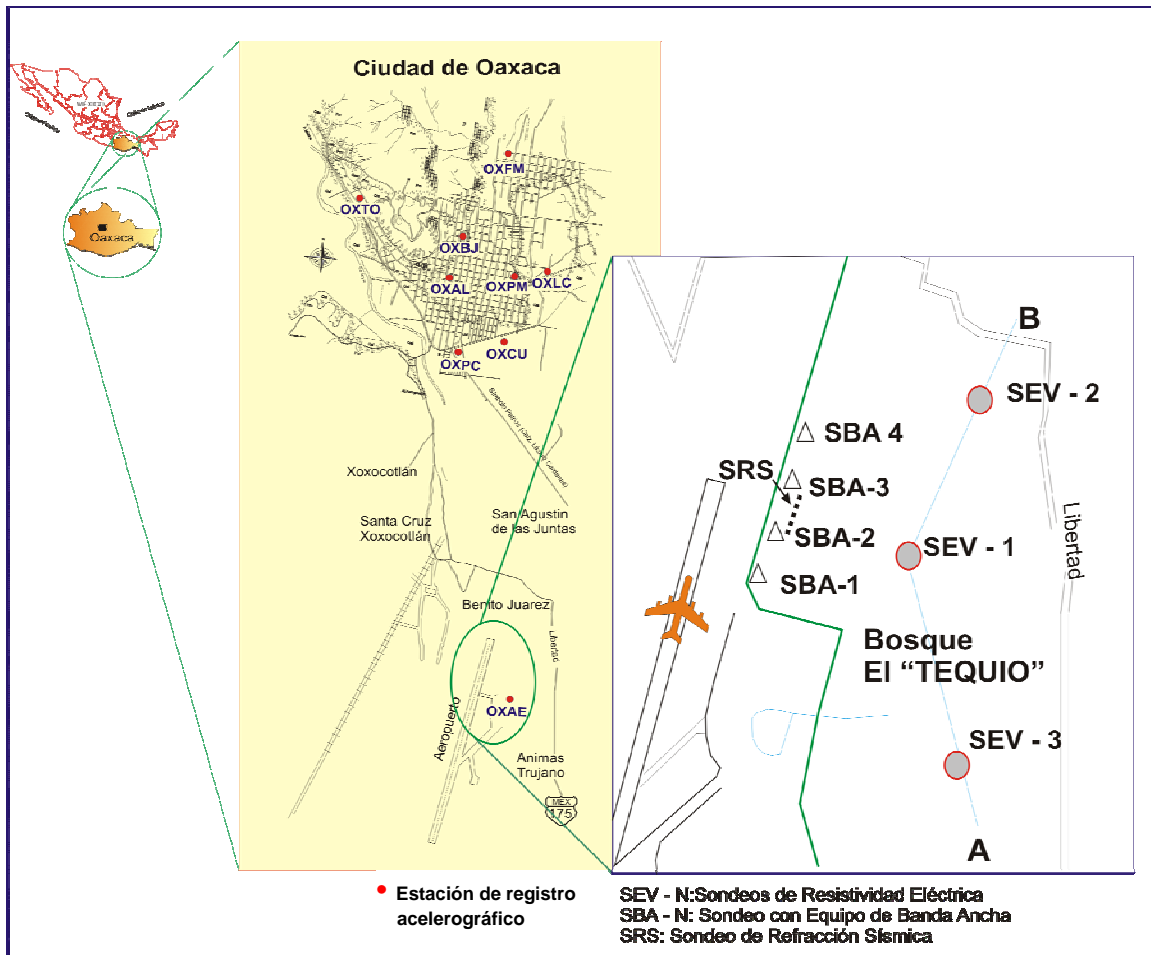 Ciudad de Oaxaca
Oaxaca
OXFM
OXTO
OXBJ
OXAL
OXPM
OXLC
OXCU
OXPC
Xoxocotlán
Santa Cruz
Xoxocotlán
San Agustin
de las Juntas
Benito Juarez
Libertad
OXAE
Aeropuerto
Animas
Trujano
MEX
175
B
SEV - 2
SBA 4
SRS
SBA-3
SBA-2
SEV - 1
SBA-1
Libertad
Bosque
El “TEQUIO”
SEV - 3
A
Estación de registro
acelerográfico
SEV - N:Sondeos de Resistividad Eléctrica
SBA - N: Sondeo con Equipo de Banda Ancha
SRS: Sondeo de Refracción Sísmica